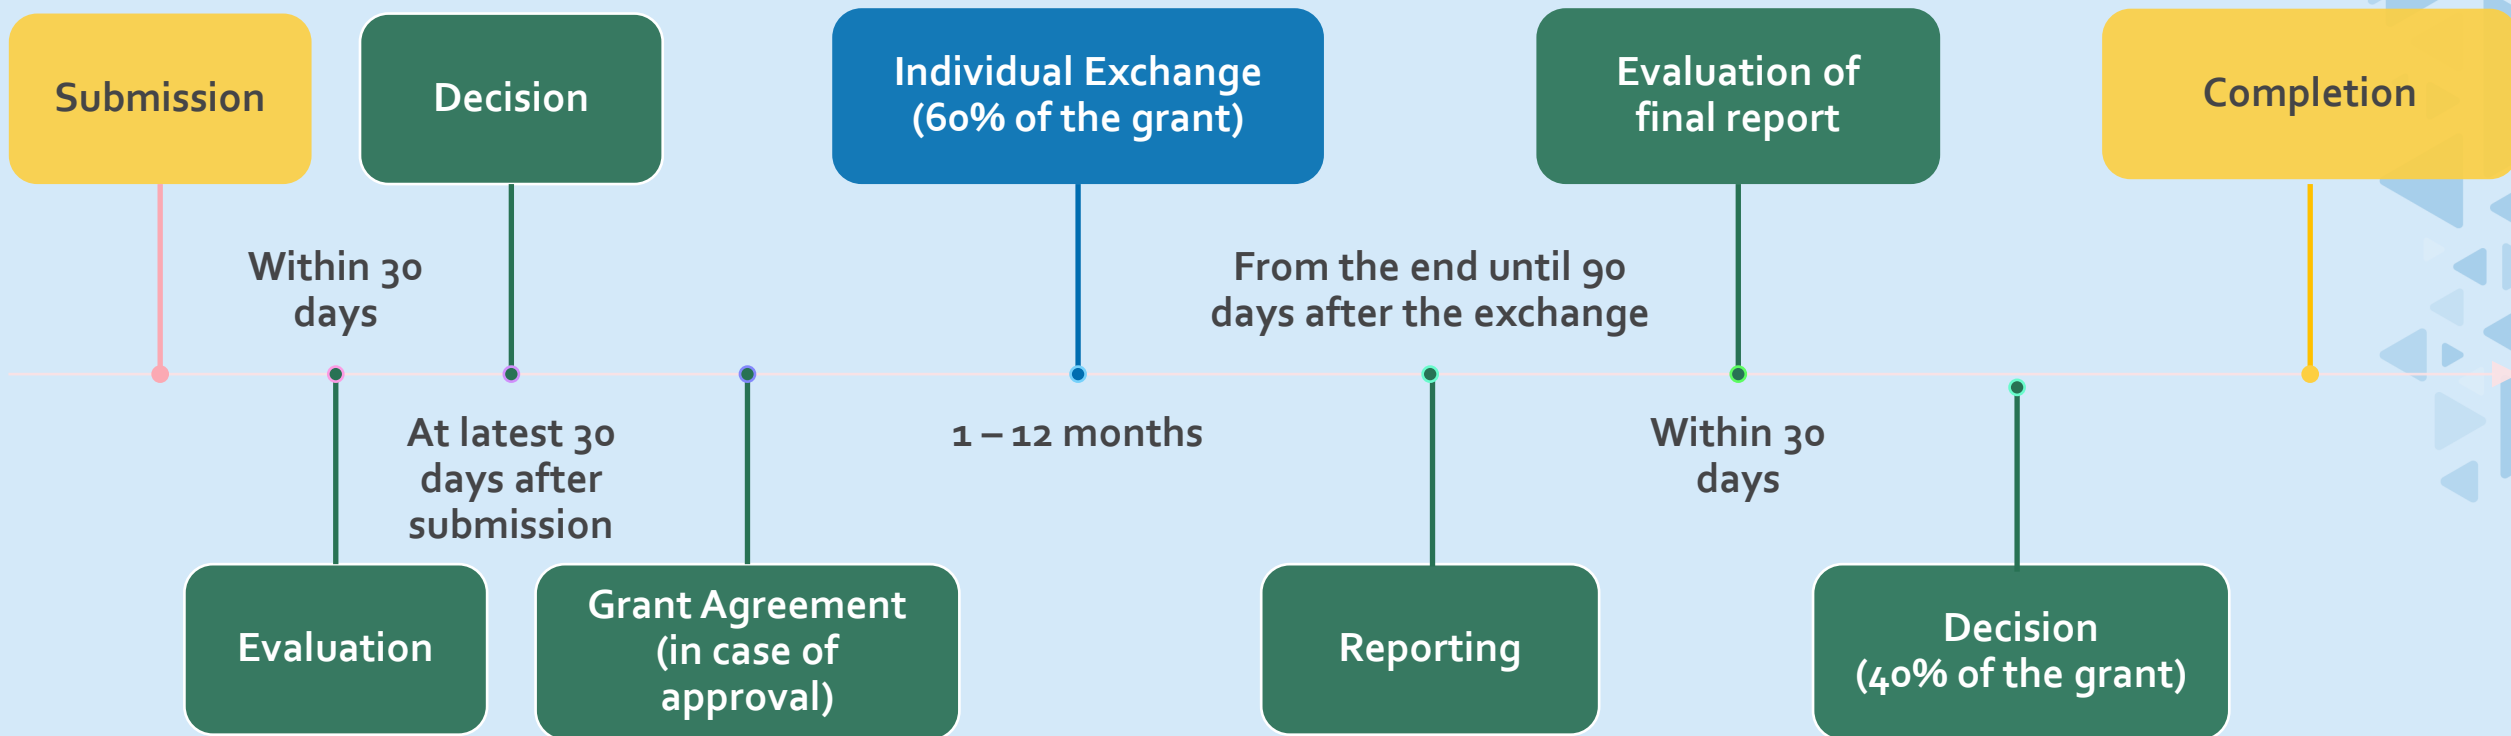 Submission
Decision
Individual Exchange
(60% of the grant)
Evaluation of
final report
Completion
Within 30
days
From the end until 90
days after the exchange
At latest 30
days after
submission
1 – 12 months
Within 30
days
Evaluation
Grant Agreement
(in case of
approval)
Reporting
Decision
(40% of the grant)